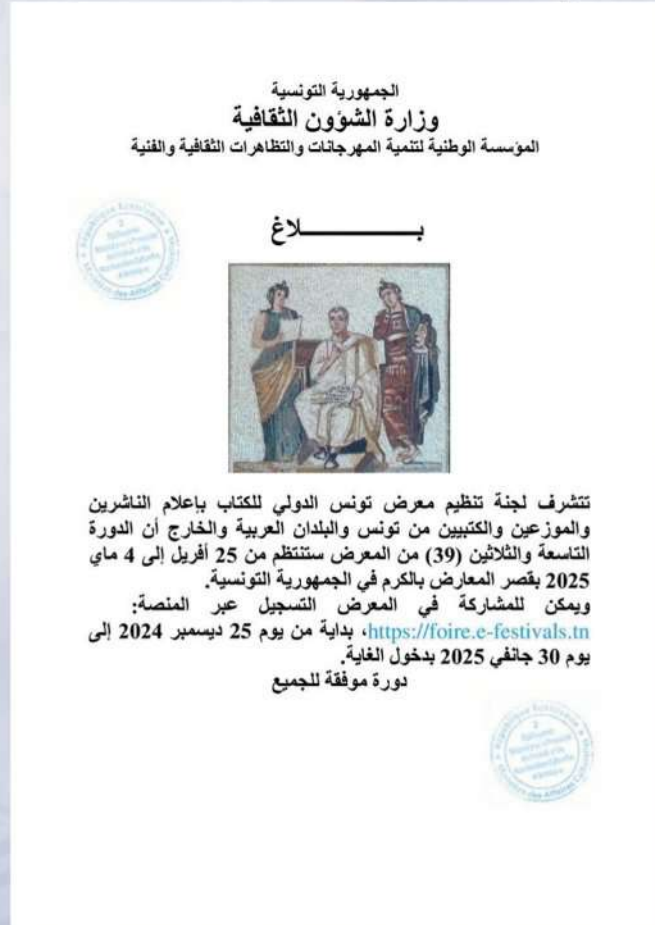 الجمهورية التونسية
وزارة الشؤون الثقافية
المؤسسة الوطنية لتنمية المهرجانات والتظاهرات الثقافية والفنية
بـــــــــــلاغ
تتشرف لجنة تنظيم معرض تونس الدولي للكتاب بإعلام الناشرين
والموزعين والكتبيين من تونس والبلدان العربية والخارج أن الدورة
التاسعة والثلاثين (39) من المعرض ستنتظم من 25 أفريل إلى 4 ماي
2025 بقصر المعارض بالكرم في الجمهورية التونسية.
ويمكن للمشاركة في المعرض التسجيل عبر المنصة:
https://foire.e-festivals.tn، بداية من يوم 25 ديسمبر 2024 إلى
يوم 30 جانفي 2025 بدخول الغاية.
دورة موفقة للجميع